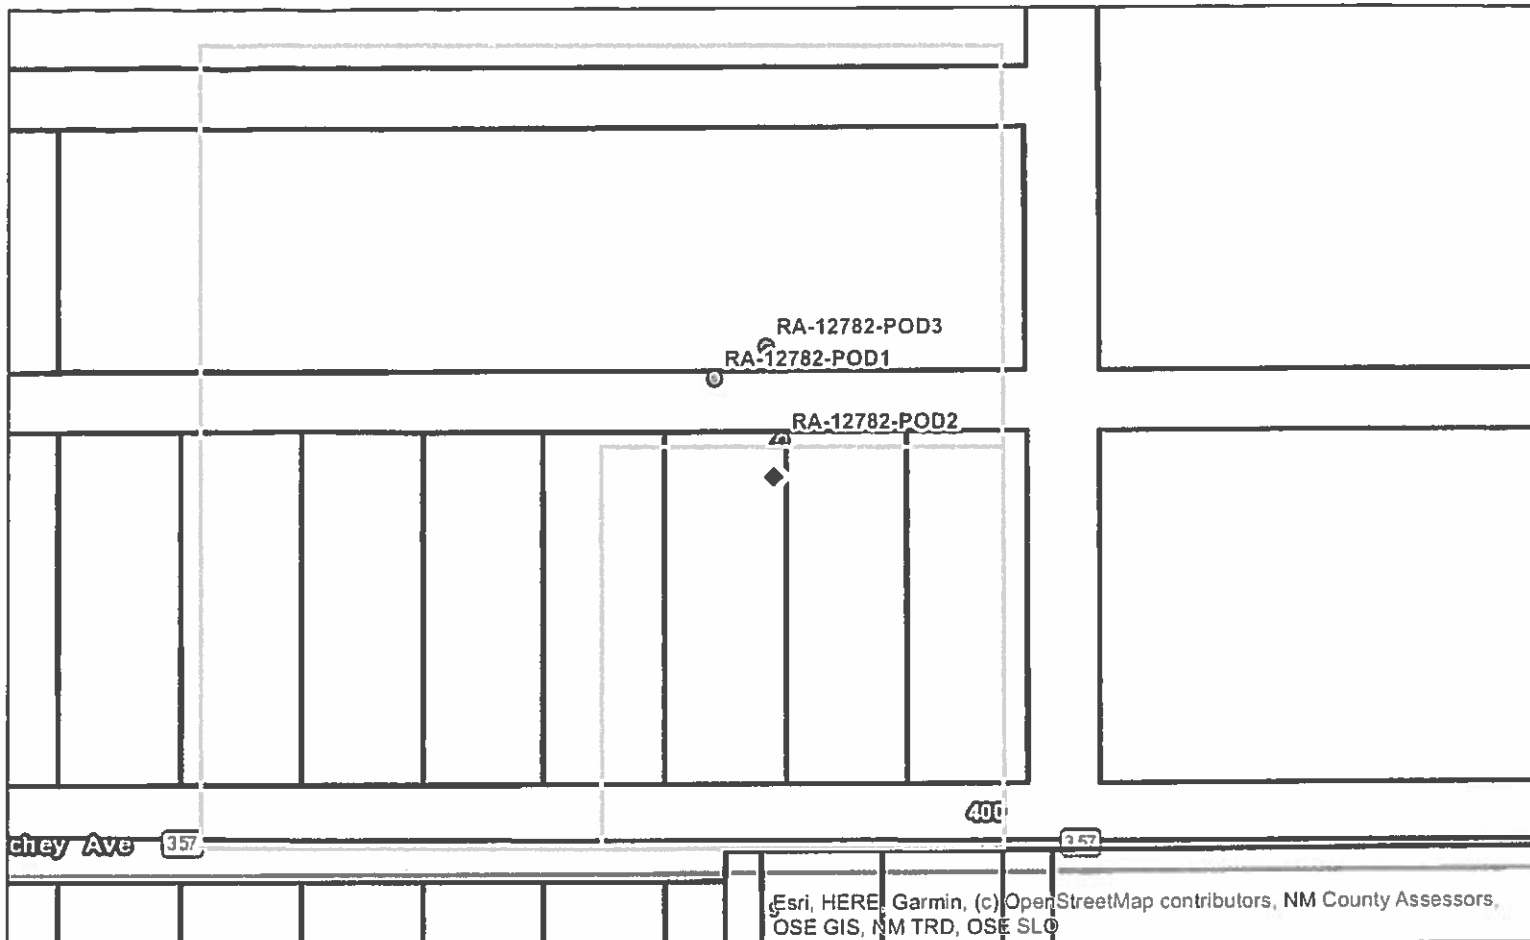 RA-12782-POD3
RA-12782-POD1
RA-12782-POD2
400
chey Ave
357
357
Esri, HERE, Garmin, (c) OpenStreetMap contributors, NM County Assessors,
OSE GIS, NM TRD, OSE SLO